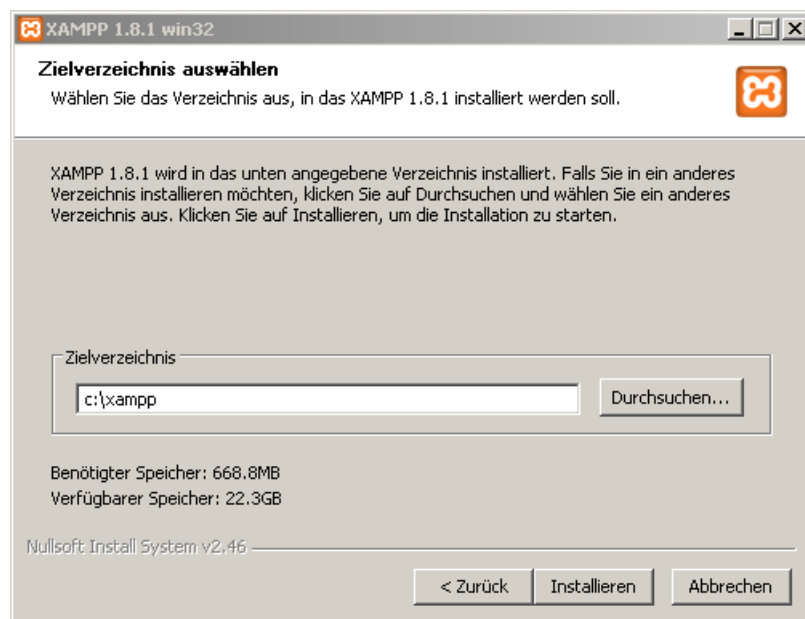 XAMPP 1.8.1 win32
Zielverzeichnis auswählen
Wählen Sie das Verzeichnis aus, in das XAMPP 1.8.1 installiert werden soll.
XAMPP 1.8.1 wird in das unten angegebene Verzeichnis installiert. Falls Sie in ein anderes
Verzeichnis installieren möchten, klicken Sie auf Durchsuchen und wählen Sie ein anderes
Verzeichnis aus. Klicken Sie auf Installieren, um die Installation zu starten.
Zielverzeichnis
c:\xampp
Durchsuchen...
Benötigter Speicher: 668.8MB
Verfügbarer Speicher: 22.3GB
Nullsoft Install System v2.46
< Zurück
Installieren
Abbrechen